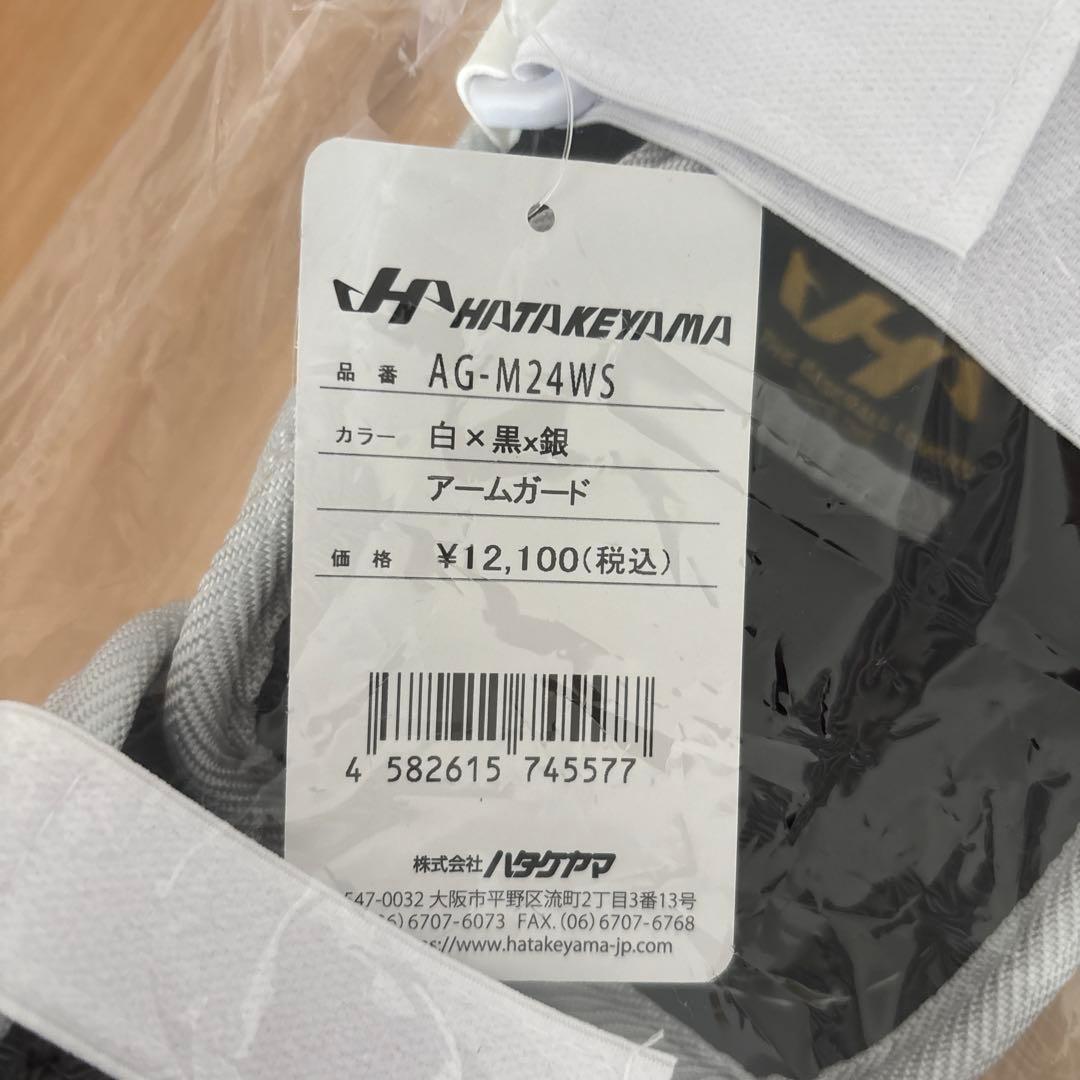 HATAKEYAMA
品番 AG-M24WS
カラー 白×黒x銀
アームガード
価格 ¥12,100(税込)
4 582615 745577
株式会社 ハタケヤマ
547-0032 大阪市平野区流町2丁目3番13号
06)6707-6073 FAX.(06)6707-6768
://www.hatakeyama-jp.com
HA